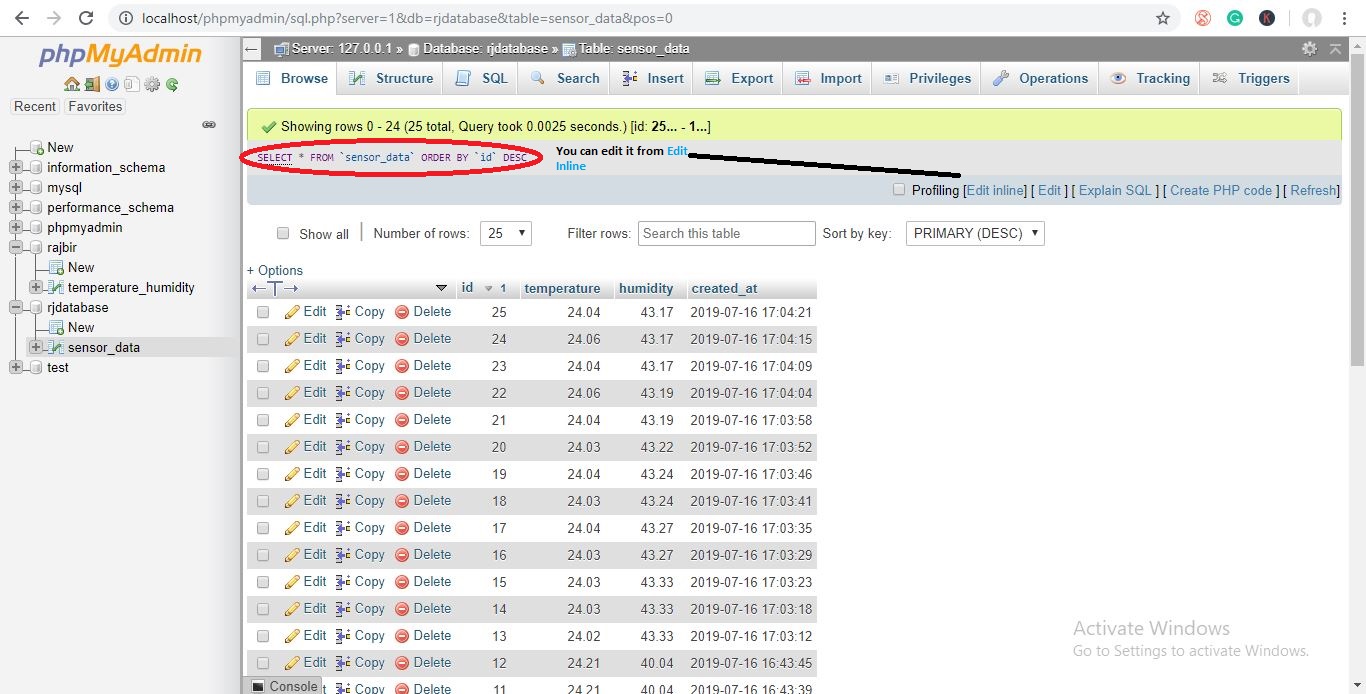 localhost/phpmyadmin/sql.php?server=1&db=rjdatabase&table=sensor_data&pos=0
phpMyAdmin
Recent Favorites
New
information_schema
mysql
performance_schema
phpmyadmin
rajbir
New
temperature_humidity
rjdatabase
New
sensor_data
test
Server: 127.0.0.1 » Database: rjdatabase » Table: sensor_data
Browse Structure SQL Search Insert Export Import Privileges Operations Tracking Triggers
Showing rows 0 - 24 (25 total, Query took 0.0025 seconds.) [id: 25... - 1...]
SELECT * FROM `sensor_data` ORDER BY `id` DESC
You can edit it from Edit
Inline
Profiling [Edit inline] [ Edit ] [ Explain SQL ] [ Create PHP code ] [ Refresh]
Show all | Number of rows: 25 Filter rows: Search this table Sort by key: PRIMARY (DESC)
+ Options
←T→ id 1 temperature humidity created_at
Edit Copy Delete 25 24.04 43.17 2019-07-16 17:04:21
Edit Copy Delete 24 24.06 43.17 2019-07-16 17:04:15
Edit Copy Delete 23 24.04 43.17 2019-07-16 17:04:09
Edit Copy Delete 22 24.06 43.19 2019-07-16 17:04:04
Edit Copy Delete 21 24.04 43.19 2019-07-16 17:03:58
Edit Copy Delete 20 24.03 43.22 2019-07-16 17:03:52
Edit Copy Delete 19 24.04 43.24 2019-07-16 17:03:46
Edit Copy Delete 18 24.03 43.24 2019-07-16 17:03:41
Edit Copy Delete 17 24.04 43.27 2019-07-16 17:03:35
Edit Copy Delete 16 24.03 43.27 2019-07-16 17:03:29
Edit Copy Delete 15 24.03 43.33 2019-07-16 17:03:23
Edit Copy Delete 14 24.03 43.33 2019-07-16 17:03:18
Edit Copy Delete 13 24.02 43.33 2019-07-16 17:03:12
Edit Copy Delete 12 24.21 40.04 2019-07-16 16:43:45
Edit Copy Delete 11 24.21 40.04 2019-07-16 16:43:39
Console
Activate Windows
Go to Settings to activate Windows.